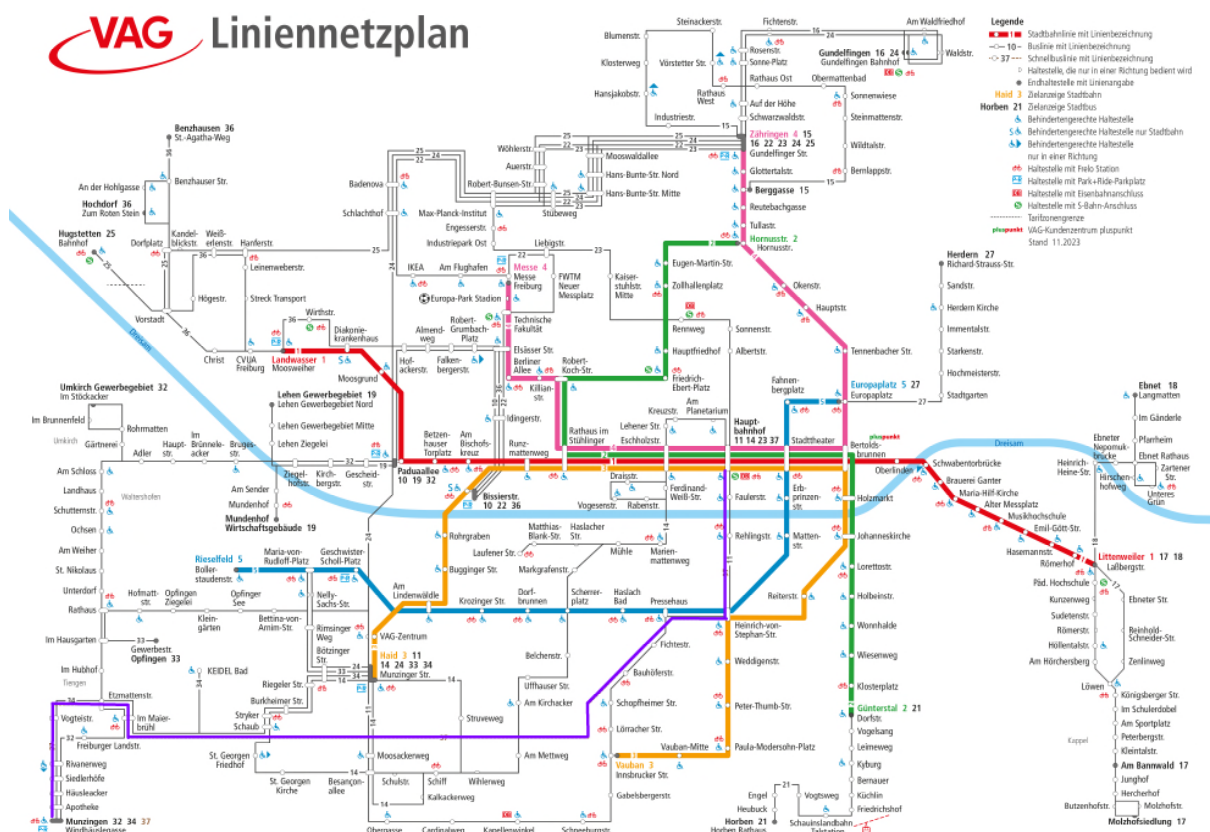 VAG Liniennetzplan
Legende
1 Stadtbahnlinie mit Linienbezeichnung
10 Buslinie mit Linienbezeichnung
37 Schnellbuslinie mit Linienbezeichnung
Haltestelle, die nur in einer Richtung bedient wird
Endhaltestelle mit Linienangabe
Haid 3 Zielanzeige Stadtbahn
Horben 21 Zielanzeige Stadtbus
Behindertengerechte Haltestelle
S Behindertengerechte Haltestelle nur Stadtbahn
Behindertengerechte Haltestelle
nur in einer Richtung
Haltestelle mit Frelo Station
Haltestelle mit Park+Ride-Parkplatz
Haltestelle mit Eisenbahnanschluss
Haltestelle mit S-Bahn-Anschluss
Tarifzonengrenze
pluspunkt VAG-Kundenzentrum pluspunkt
Stand 11.2023
Steinackerstr.
Fichtenstr.
Am Waldfriedhof
Blumenstr.
Rosenstr.
Gundelfingen 16 24
Gundelfingen Bahnhof
Waldstr.
Klosterweg
Vörstetter Str.
Sonne-Platz
Rathaus Ost
Obermattenbad
Hansjakobstr.
Rathaus
West
Auf der Höhe
Sonnenwiese
Industriestr.
Schwarzwaldstr.
Steinmattenstr.
Zähringen 4 15
16 22 23 24 25
Gundelfinger Str.
Wildtalstr.
Glottertalstr.
Bernlappstr.
Berggasse 15
Reutebachgasse
Tullastr.
Hornusstr. 2
Hornusstr.
Benzhausen 36
St.-Agatha-Weg
Benzhauser Str.
An der Hohlgasse
Hochdorf 36
Zum Roten Stein
Hugstetten 25
Bahnhof
Dorfplatz
Kandel-
blickstr.
Weiß-
erlenstr.
Hanferstr.
Leinenweberstr.
Högestr.
Streck Transport
Vorstadt
Christ
CVUA
Freiburg
Landwasser 1
Moosweiher
Wirthstr.
Diakonie-
krankenhaus
Moosgrund
Wöhlerstr.
Auerstr.
Robert-Bunsen-Str.
Mooswaldallee
Hans-Bunte-Str. Nord
Hans-Bunte-Str. Mitte
Stübeweg
Badenova
Schlachthof
Max-Planck-Institut
Engesserstr.
Industriepark Ost
Liebigstr.
IKEA
Am Flughafen
Messe 4
Messe
Freiburg
FWTM
Neuer
Messplatz
Kaiser-
stuhlstr.
Mitte
Europa-Park Stadion
Technische
Fakultät
Robert-
Grumbach-
Platz
Almend-
weg
Elsässer Str.
Hof-
ackerstr.
Falken-
bergerstr.
Berliner
Allee
Killian-
str.
Robert-
Koch-Str.
Friedrich-
Ebert-Platz
Eugen-Martin-Str.
Zollhallenplatz
Rennweg
Hauptfriedhof
Sonnenstr.
Albertstr.
Okenstr.
Hauptstr.
Tennenbacher Str.
Herdern 27
Richard-Strauss-Str.
Sandstr.
Herdern Kirche
Immentalstr.
Starkenstr.
Hochmeisterstr.
Stadtgarten
Fahnen-
bergplatz
Europaplatz 5 27
Europaplatz
Dreisam
Dreisam
Umkirch Gewerbegebiet 32
Im Stöckacker
Im Brunnenfeld
Rohrmatten
Umkirch
Gärtnerei
Adler
Haupt-
str.
Im
Brünnele-
acker
Bruges-
str.
Lehen Gewerbegebiet 19
Lehen Gewerbegebiet Nord
Lehen Gewerbegebiet Mitte
Lehen Ziegelei
Ziegel-
hofstr.
Kirch-
bergstr.
Gescheid-
str.
Am Sender
Mundenhof
Mundenhof
Wirtschaftsgebäude 19
Betzen-
hauser
Torplatz
Am
Bischofs-
kreuz
Runz-
mattenweg
Idingerstr.
Paduaallee
10 19 32
Bissierstr.
10 22 36
Rathaus im
Stühlinger
Am
Planetarium
Kreuzstr.
Lehener Str.
Eschholzstr.
Haupt-
bahnhof
11 14 23 37
Stadttheater
Bertolds-
brunnen
pluspunkt
Oberlinden
Schwabentorbrücke
Brauerei Ganter
Maria-Hilf-Kirche
Alter Messplatz
Musikhochschule
Emil-Gött-Str.
Hasemannstr.
Römerhof
Littenweiler 1 17 18
Laßbergstr.
Ebnet 18
Langmatten
Im Gänderle
Pfarrheim
Ebneter
Nepomuk-
brücke
Ebnet Rathaus
Heinrich-
Heine-Str.
Hirschen-
hofweg
Zartener
Str.
Unteres
Grün
Am Schloss
Landhaus
Waltershofen
Schutternstr.
Ochsen
Am Weiher
St. Nikolaus
Unterdorf
Rathaus
Im Hausgarten
Gewerbestr.
Opfingen 33
Im Hubhof
Tiengen
Etzmattenstr.
Vogteistr.
Im Maier-
brühl
Freiburger Landstr.
Rivanerweg
Siedlerhöfe
Häusleacker
Apotheke
Munzingen 32 34 37
Windhäuslegasse
Hofmatt-
str.
Opfingen
Ziegelei
Opfinger
See
Klein-
gärten
Bettina-von-
Arnim-Str.
Rieselfeld 5
Boller-
staudenstr.
Maria-von-
Rudloff-Platz
Geschwister-
Scholl-Platz
Nelly-
Sachs-Str.
Rimsinger
Weg
Bötzinger
Str.
Am
Lindenwäldle
VAG-Zentrum
Haid 3 11
14 24 33 34
Munzinger Str.
KEIDEL Bad
Riegeler Str.
Burkheimer Str.
Stryker
Schaub
St. Georgen
Friedhof
St. Georgen
Kirche
Besançon-
allee
Schulstr.
Schiff
Kalkackerweg
Wihlerweg
Am Mettweg
Moosackerweg
Struveweg
Obergasse
Cardinalweg
Kapellenwinkel
Schneeburgstr.
Rohrgraben
Bugginger Str.
Krozinger Str.
Dorf-
brunnen
Scherrer-
platz
Haslach
Bad
Pressehaus
Heinrich-von-
Stephan-Str.
Draisstr.
Ferdinand-
Weiß-Str.
Vogesenstr.
Rabenstr.
Matthias-
Blank-Str.
Haslacher
Str.
Laufener Str.
Markgrafenstr.
Mühle
Marien-
mattenweg
Faulerstr.
Rehlingstr.
Erb-
prinzen-
str.
Matten-
str.
Holzmarkt
Johanneskirche
Lorettostr.
Reiterstr.
Holbeinstr.
Wonnhalde
Wiesenweg
Klosterplatz
Günterstal 2 21
Dorfstr.
Vogelsang
Leimeweg
Kyburg
Bernauer
Küchlin
Friedrichshof
Belchenstr.
Uffhauser Str.
Am Kirchacker
Fichtestr.
Bauhöferstr.
Schopfheimer Str.
Lörracher Str.
Vauban 3
Innsbrucker Str.
Gabelsbergerstr.
Weddigenstr.
Peter-Thumb-Str.
Vauban-Mitte
Paula-Modersohn-Platz
Engel
Heubuck
Horben 21
Horben Rathaus
Vogtsweg
Schauinslandbahn
Talstation
Päd. Hochschule
Kunzenweg
Sudetenstr.
Römerstr.
Höllentalstr.
Am Hörchersberg
Ebneter Str.
Reinhold-
Schneider-Str.
Zenlinweg
Löwen
Königsberger Str.
Im Schulerdobel
Am Sportplatz
Peterbergstr.
Kleintalstr.
Kappel
Am Bannwald 17
Junghof
Hercherhof
Butzenhofstr.
Molzhofstr.
Molzhofsiedlung 17